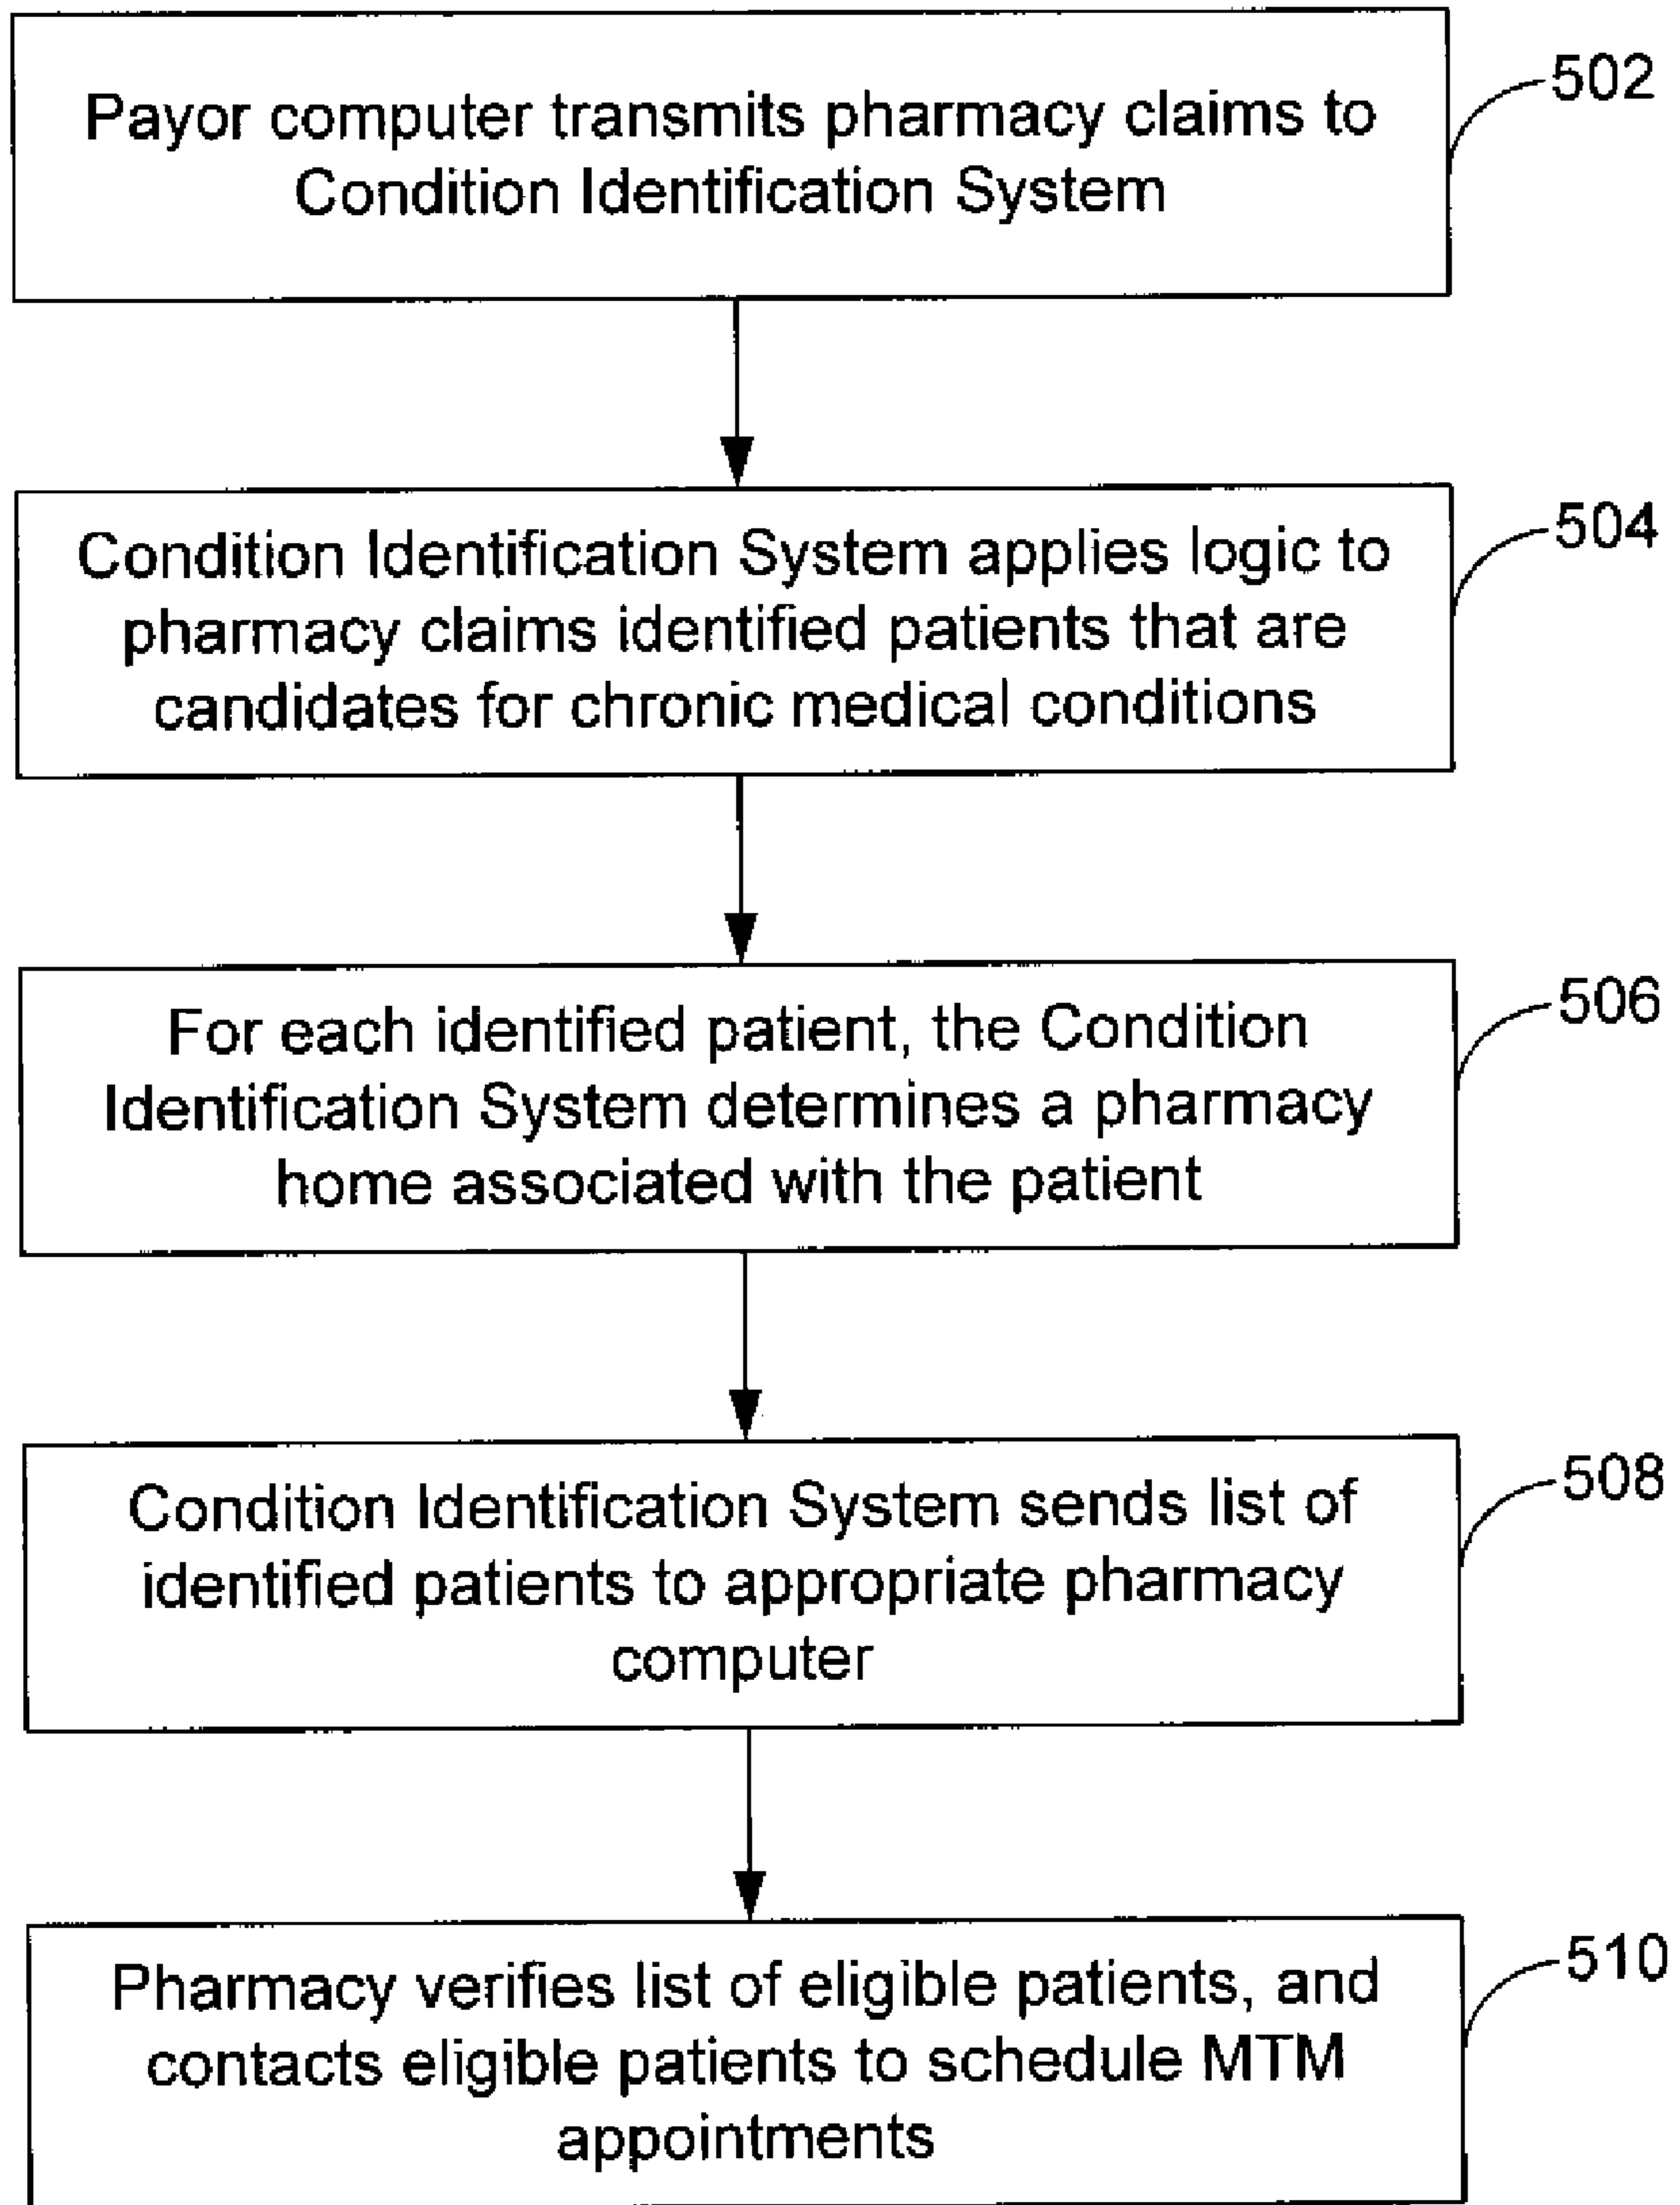 Payor computer transmits pharmacy claims to
Condition Identification System
502
Condition Identification System applies logic to
pharmacy claims identified patients that are
candidates for chronic medical conditions
504
For each identified patient, the Condition
Identification System determines a pharmacy
home associated with the patient
506
Condition Identification System sends list of
identified patients to appropriate pharmacy
computer
508
Pharmacy verifies list of eligible patients, and
contacts eligible patients to schedule MTM
appointments
510